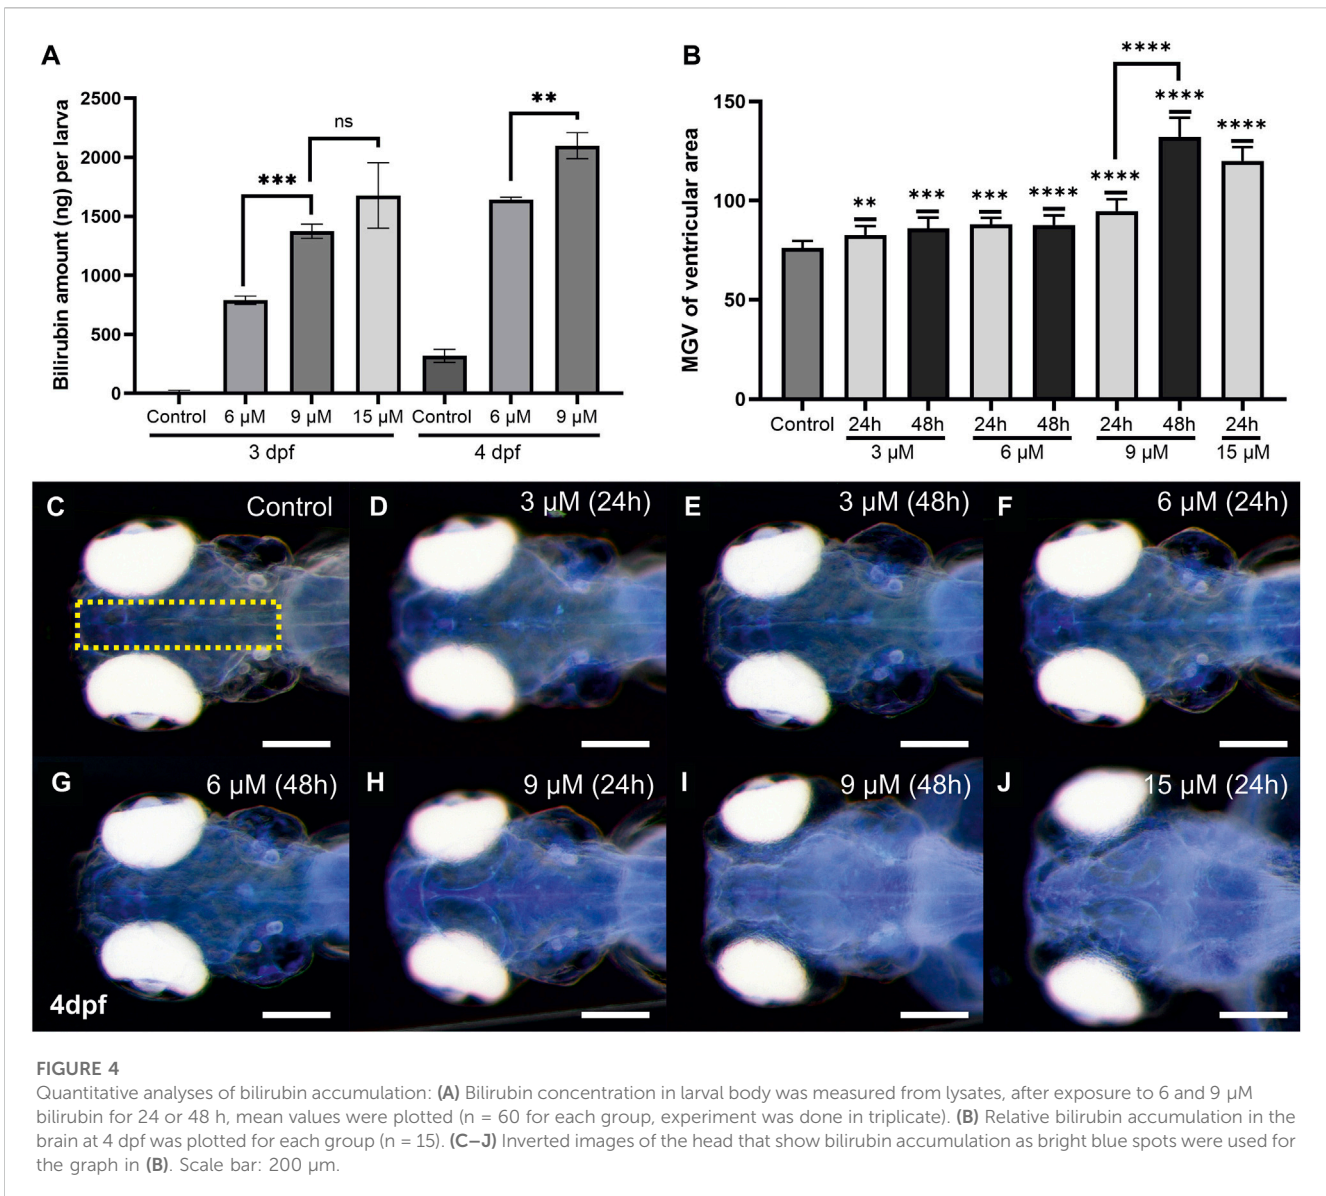 A
Bilirubin amount (ng) per larva
2500
2000
1500
1000
500
0
***
ns
**
Control 6 µM 9 µM 15 µM Control 6 µM 9 µM
3 dpf 4 dpf
B
MGV of ventricular area
150
100
50
0
** *** *** **** **** **** **** ****
Control 24h 48h 24h 48h 24h 48h 24h
3 µM 6 µM 9 µM 15 µM
C Control
D 3 µM (24h)
E 3 µM (48h)
F 6 µM (24h)
G 6 µM (48h)
4dpf
H 9 µM (24h)
I 9 µM (48h)
J 15 µM (24h)
FIGURE 4
Quantitative analyses of bilirubin accumulation: (A) Bilirubin concentration in larval body was measured from lysates, after exposure to 6 and 9 µM
bilirubin for 24 or 48 h, mean values were plotted (n = 60 for each group, experiment was done in triplicate). (B) Relative bilirubin accumulation in the
brain at 4 dpf was plotted for each group (n = 15). (C–J) Inverted images of the head that show bilirubin accumulation as bright blue spots were used for
the graph in (B). Scale bar: 200 µm.